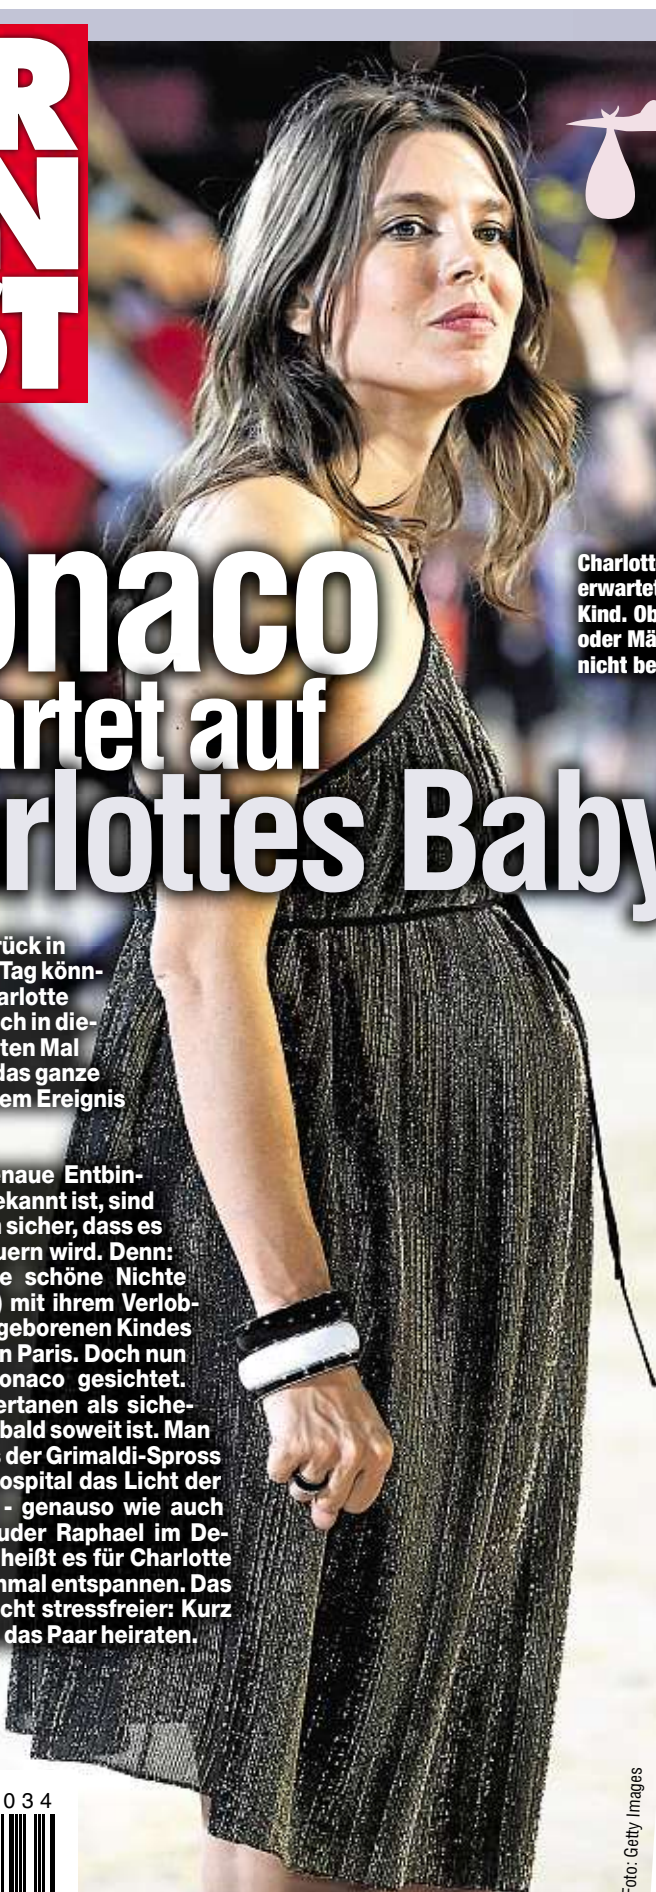 R
N
T
onaco
artet auf
rlottes Baby
Charlott
erwartet
Kind. Ob
oder Mä
nicht be
rück in
Tag könn-
arlotte
ch in die-
ten Mal
das ganze
em Ereignis
enaue Entbin-
ekannt ist, sind
sicher, dass es
uern wird. Denn:
e schöne Nichte
) mit ihrem Verlob-
geborenen Kindes
n Paris. Doch nun
onaco gesichtet.
ertanen als siche-
bald soweit ist. Man
s der Grimaldi-Spross
ospital das Licht der
- genauso wie auch
uder Raphael im De-
heißt es für Charlotte
nmal entspannen. Das
cht stressfreier: Kurz
das Paar heiraten.
034
Foto: Getty Images